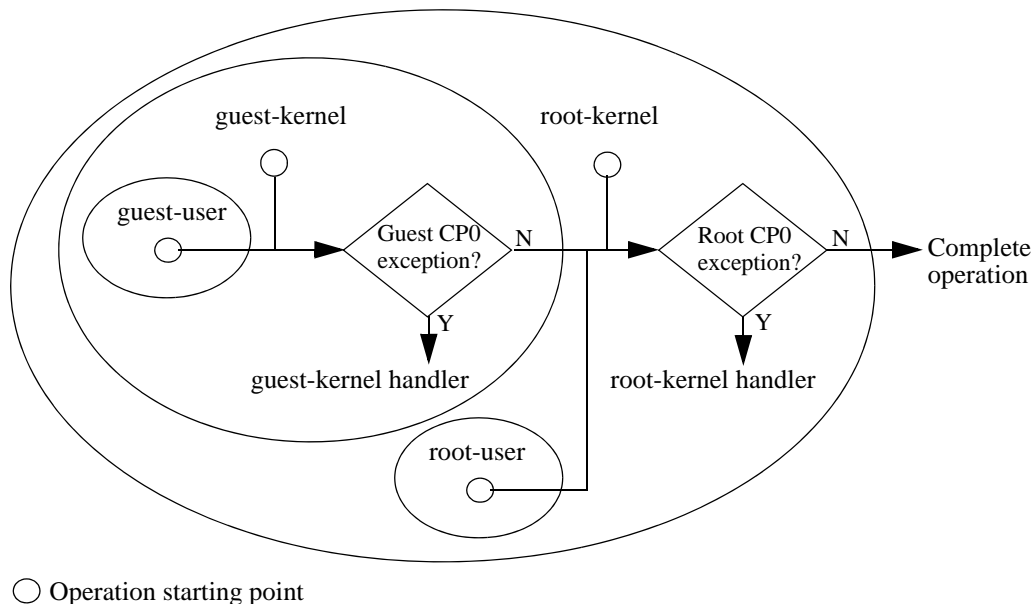 guest-kernel
root-kernel
guest-user
Guest CP0
exception?
N
Y
guest-kernel handler
Root CP0
exception?
N
Y
root-kernel handler
Complete
operation
root-user
Operation starting point